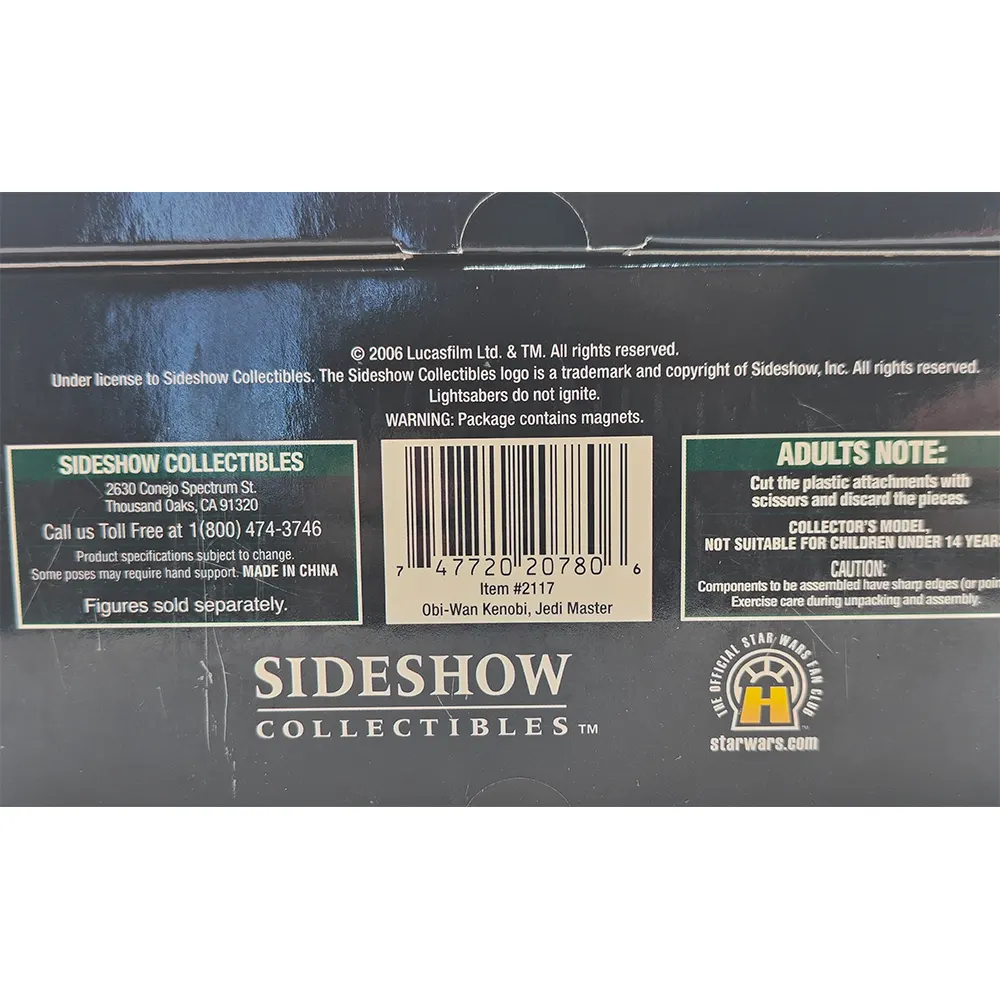 © 2006 Lucasfilm Ltd. & TM. All rights reserved.
Under license to Sideshow Collectibles. The Sideshow Collectibles logo is a trademark and copyright of Sideshow, Inc. All rights reserved.
Lightsabers do not ignite.
WARNING: Package contains magnets.
SIDESHOW COLLECTIBLES
2630 Conejo Spectrum St.
Thousand Oaks, CA 91320
Call us Toll Free at 1(800) 474-3746
Product specifications subject to change.
Some poses may require hand support. MADE IN CHINA
Figures sold separately.
7 47720 20780 6
Item #2117
Obi-Wan Kenobi, Jedi Master
ADULTS NOTE:
Cut the plastic attachments with
scissors and discard the pieces.
COLLECTOR'S MODEL,
NOT SUITABLE FOR CHILDREN UNDER 14 YEARS
CAUTION:
Components to be assembled have sharp edges (or
Exercise care during unpacking and assembly.
SIDESHOW
COLLECTIBLES™
THE OFFICIAL STAR WARS FAN CLUB
H
starwars.com